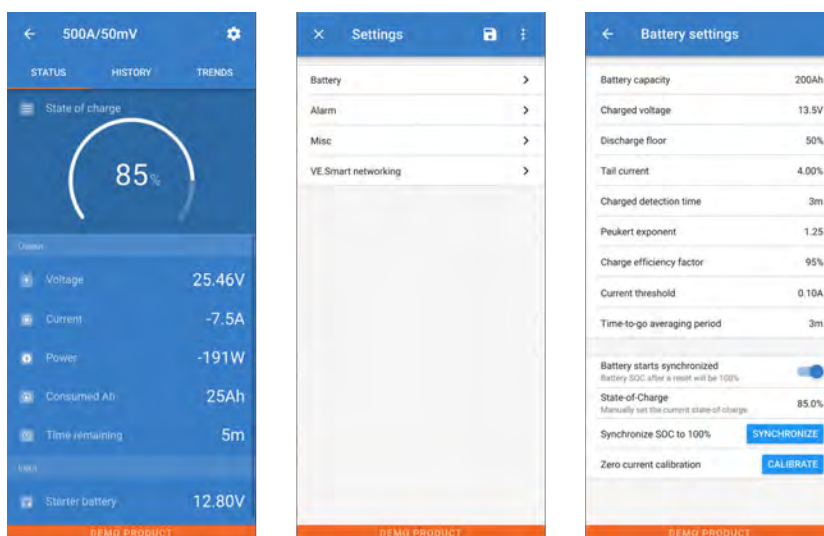 500A/50mV
STATUS HISTORY TRENDS
State of charge
85%
Voltage 25.46V
Current -7.5A
Power -191W
Consumed Ah 25Ah
Time remaining 5m
Starter battery 12.80V
DEMO PRODUCT
Settings
Battery
Alarm
Misc
VE.Smart networking
DEMO PRODUCT
Battery settings
Battery capacity 200Ah
Charged voltage 13.5V
Discharge floor 50%
Tail current 4.00%
Charged detection time 3m
Peukert exponent 1.25
Charge efficiency factor 95%
Current threshold 0.10A
Time-to-go averaging period 3m
Battery starts synchronized
Battery SOC after a reset will be 100%
State-of-Charge 85.0%
Manually set the current state-of-charge
Synchronize SOC to 100% SYNCHRONIZE
Zero current calibration CALIBRATE
DEMO PRODUCT